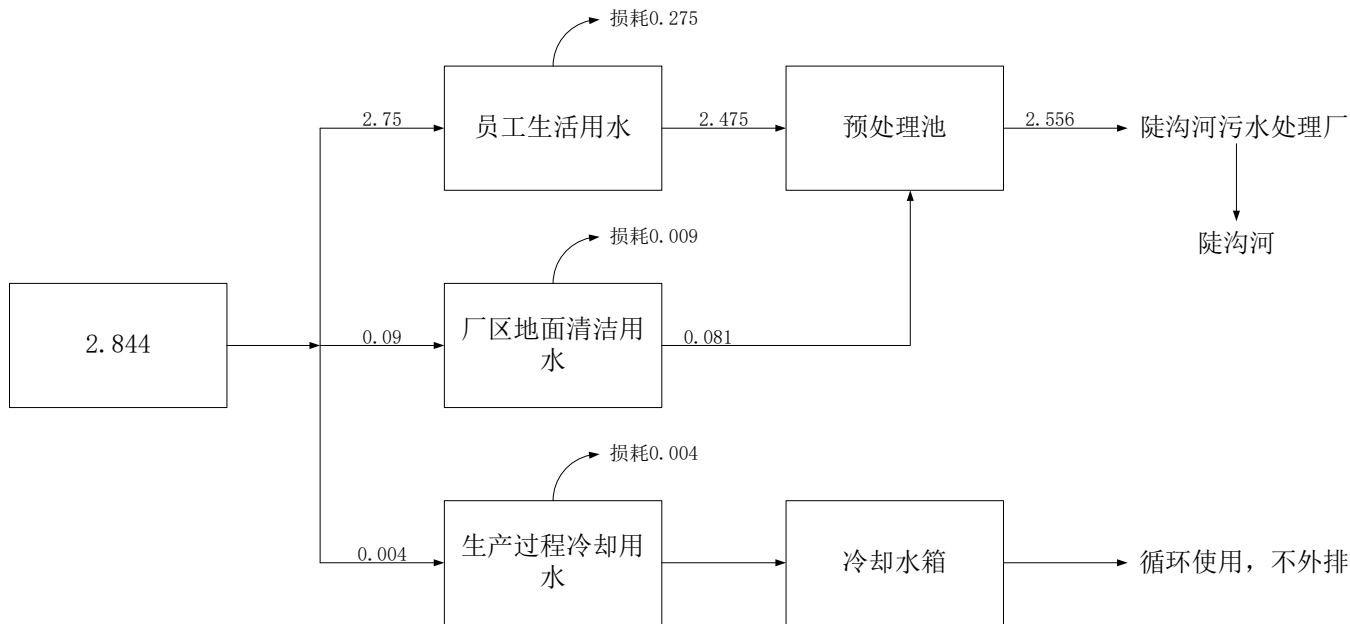 损耗0.275
2.75
员工生活用水
2.475
预处理池
2.556
陡沟河污水处理厂
陡沟河
损耗0.009
2.844
0.09
厂区地面清洁用
水
0.081
损耗0.004
0.004
生产过程冷却用
水
冷却水箱
循环使用，不外排